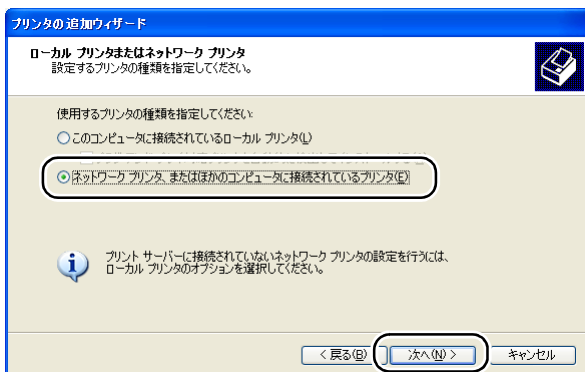 プリンタの追加ウィザード
ローカル プリンタまたはネットワーク プリンタ
設定するプリンタの種類を指定してください。
使用するプリンタの種類を指定してください:
このコンピュータに接続されているローカル プリンタ(L)
ネットワーク プリンタ、またはほかのコンピュータに接続されているプリンタ(E)
プリント サーバーに接続されていないネットワーク プリンタの設定を行うには、
ローカル プリンタのオプションを選択してください。
< 戻る(B) 次へ(N) > キャンセル